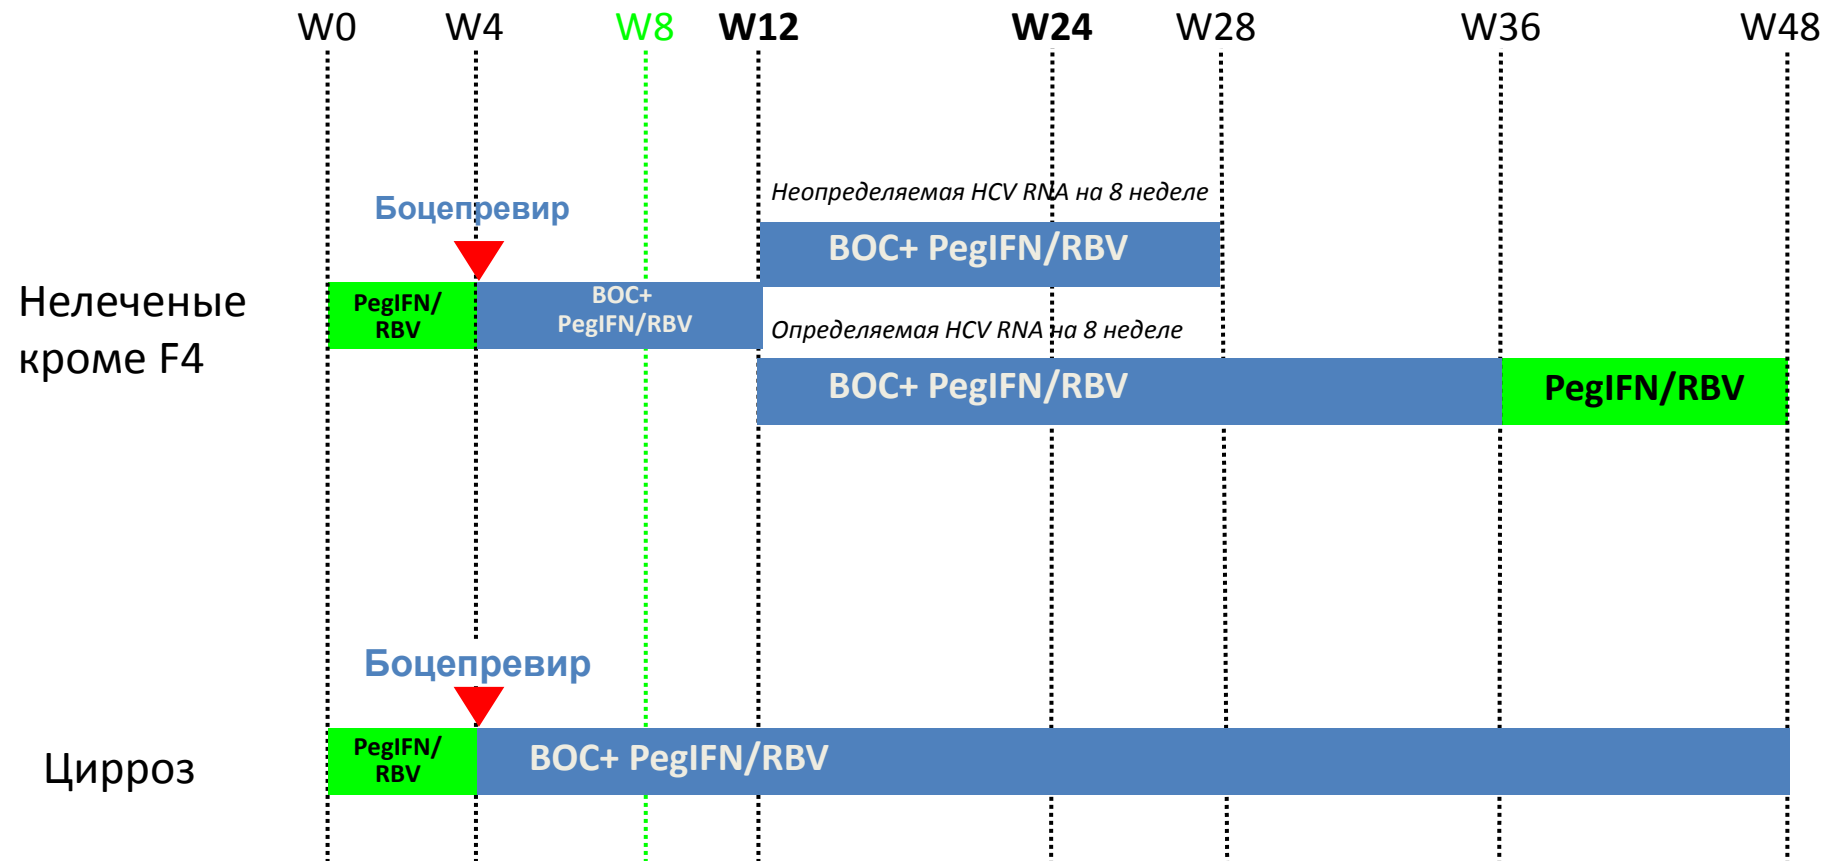 W0 W4 W8 W12 W24 W28 W36 W48
Неопределяемая HCV RNA на 8 неделе
Боцепревир
BOC+ PegIFN/RBV
Нелеченые
кроме F4
PegIFN/
RBV
BOC+
PegIFN/RBV
Определяемая HCV RNA на 8 неделе
BOC+ PegIFN/RBV
PegIFN/RBV
Боцепревир
Цирроз
PegIFN/
RBV
BOC+ PegIFN/RBV